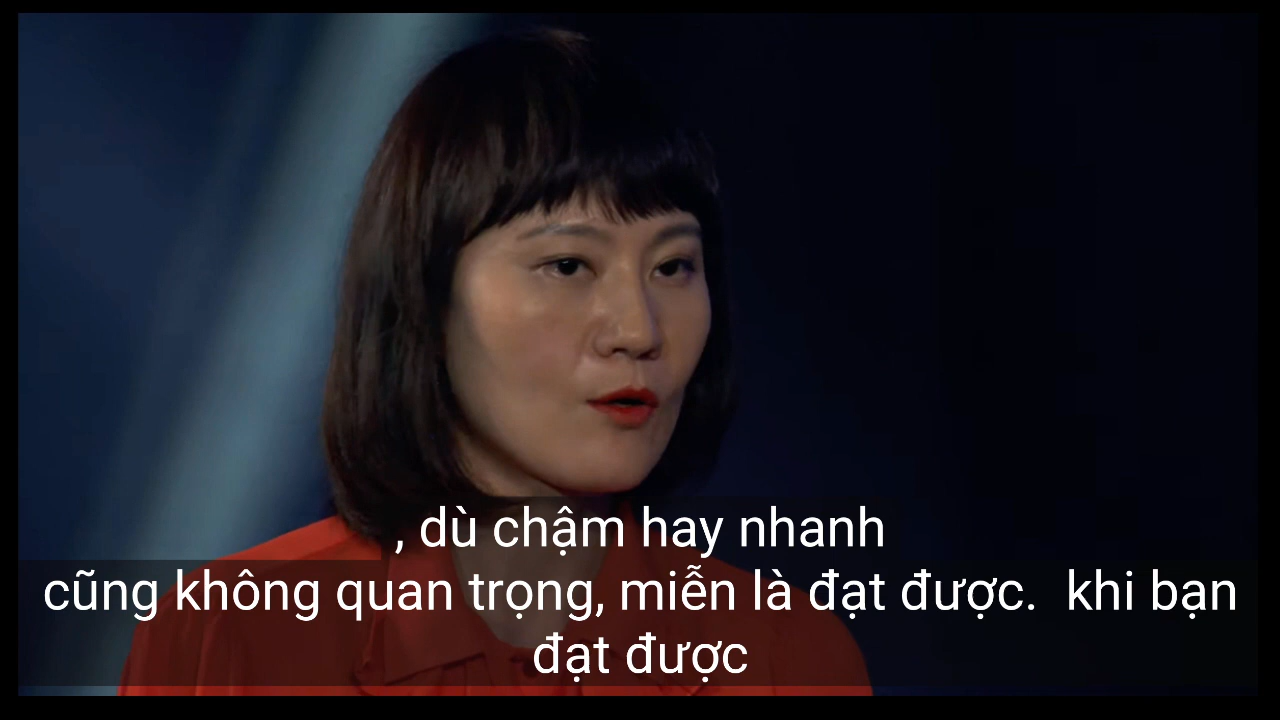 , dù chậm hay nhanh
cũng không quan trọng, miễn là đạt được.  khi bạn
đạt được